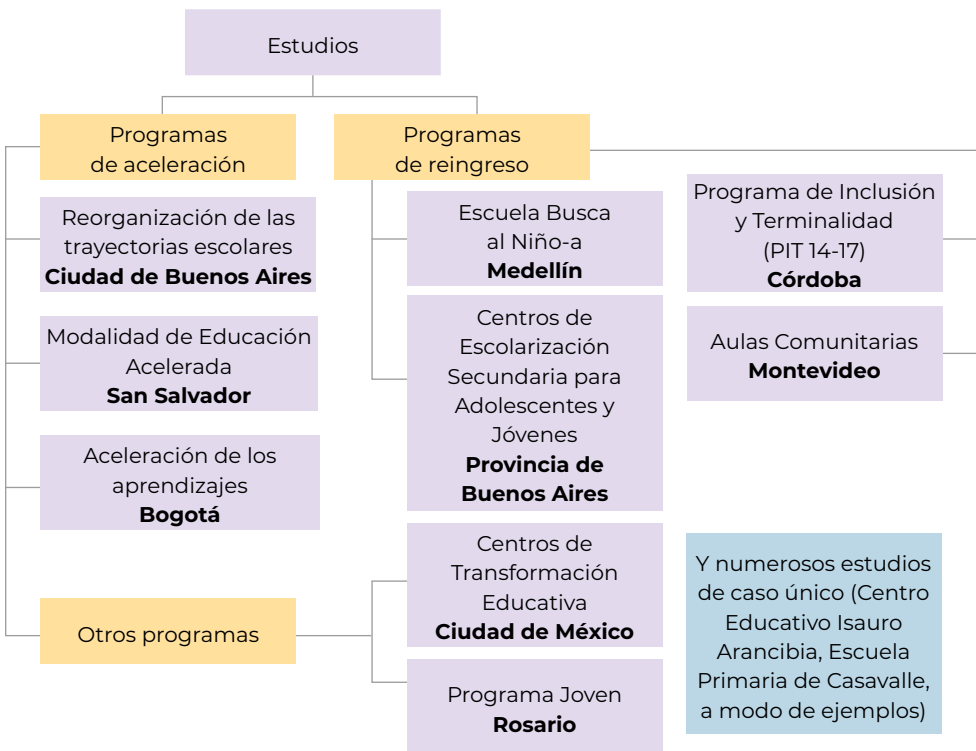 Estudios
Programas
de aceleración
Reorganización de las
trayectorias escolares
Ciudad de Buenos Aires
Modalidad de Educación
Acelerada
San Salvador
Aceleración de los
aprendizajes
Bogotá
Programas
de reingreso
Escuela Busca
al Niño-a
Medellín
Centros de
Escolarización
Secundaria para
Adolescentes y
Jóvenes
Provincia de
Buenos Aires
Programa de Inclusión
y Terminalidad
(PIT 14-17)
Córdoba
Aulas Comunitarias
Montevideo
Otros programas
Centros de
Transformación
Educativa
Ciudad de México
Programa Joven
Rosario
Y numerosos estudios
de caso único (Centro
Educativo Isauro
Arancibia, Escuela
Primaria de Casavalle,
a modo de ejemplos)